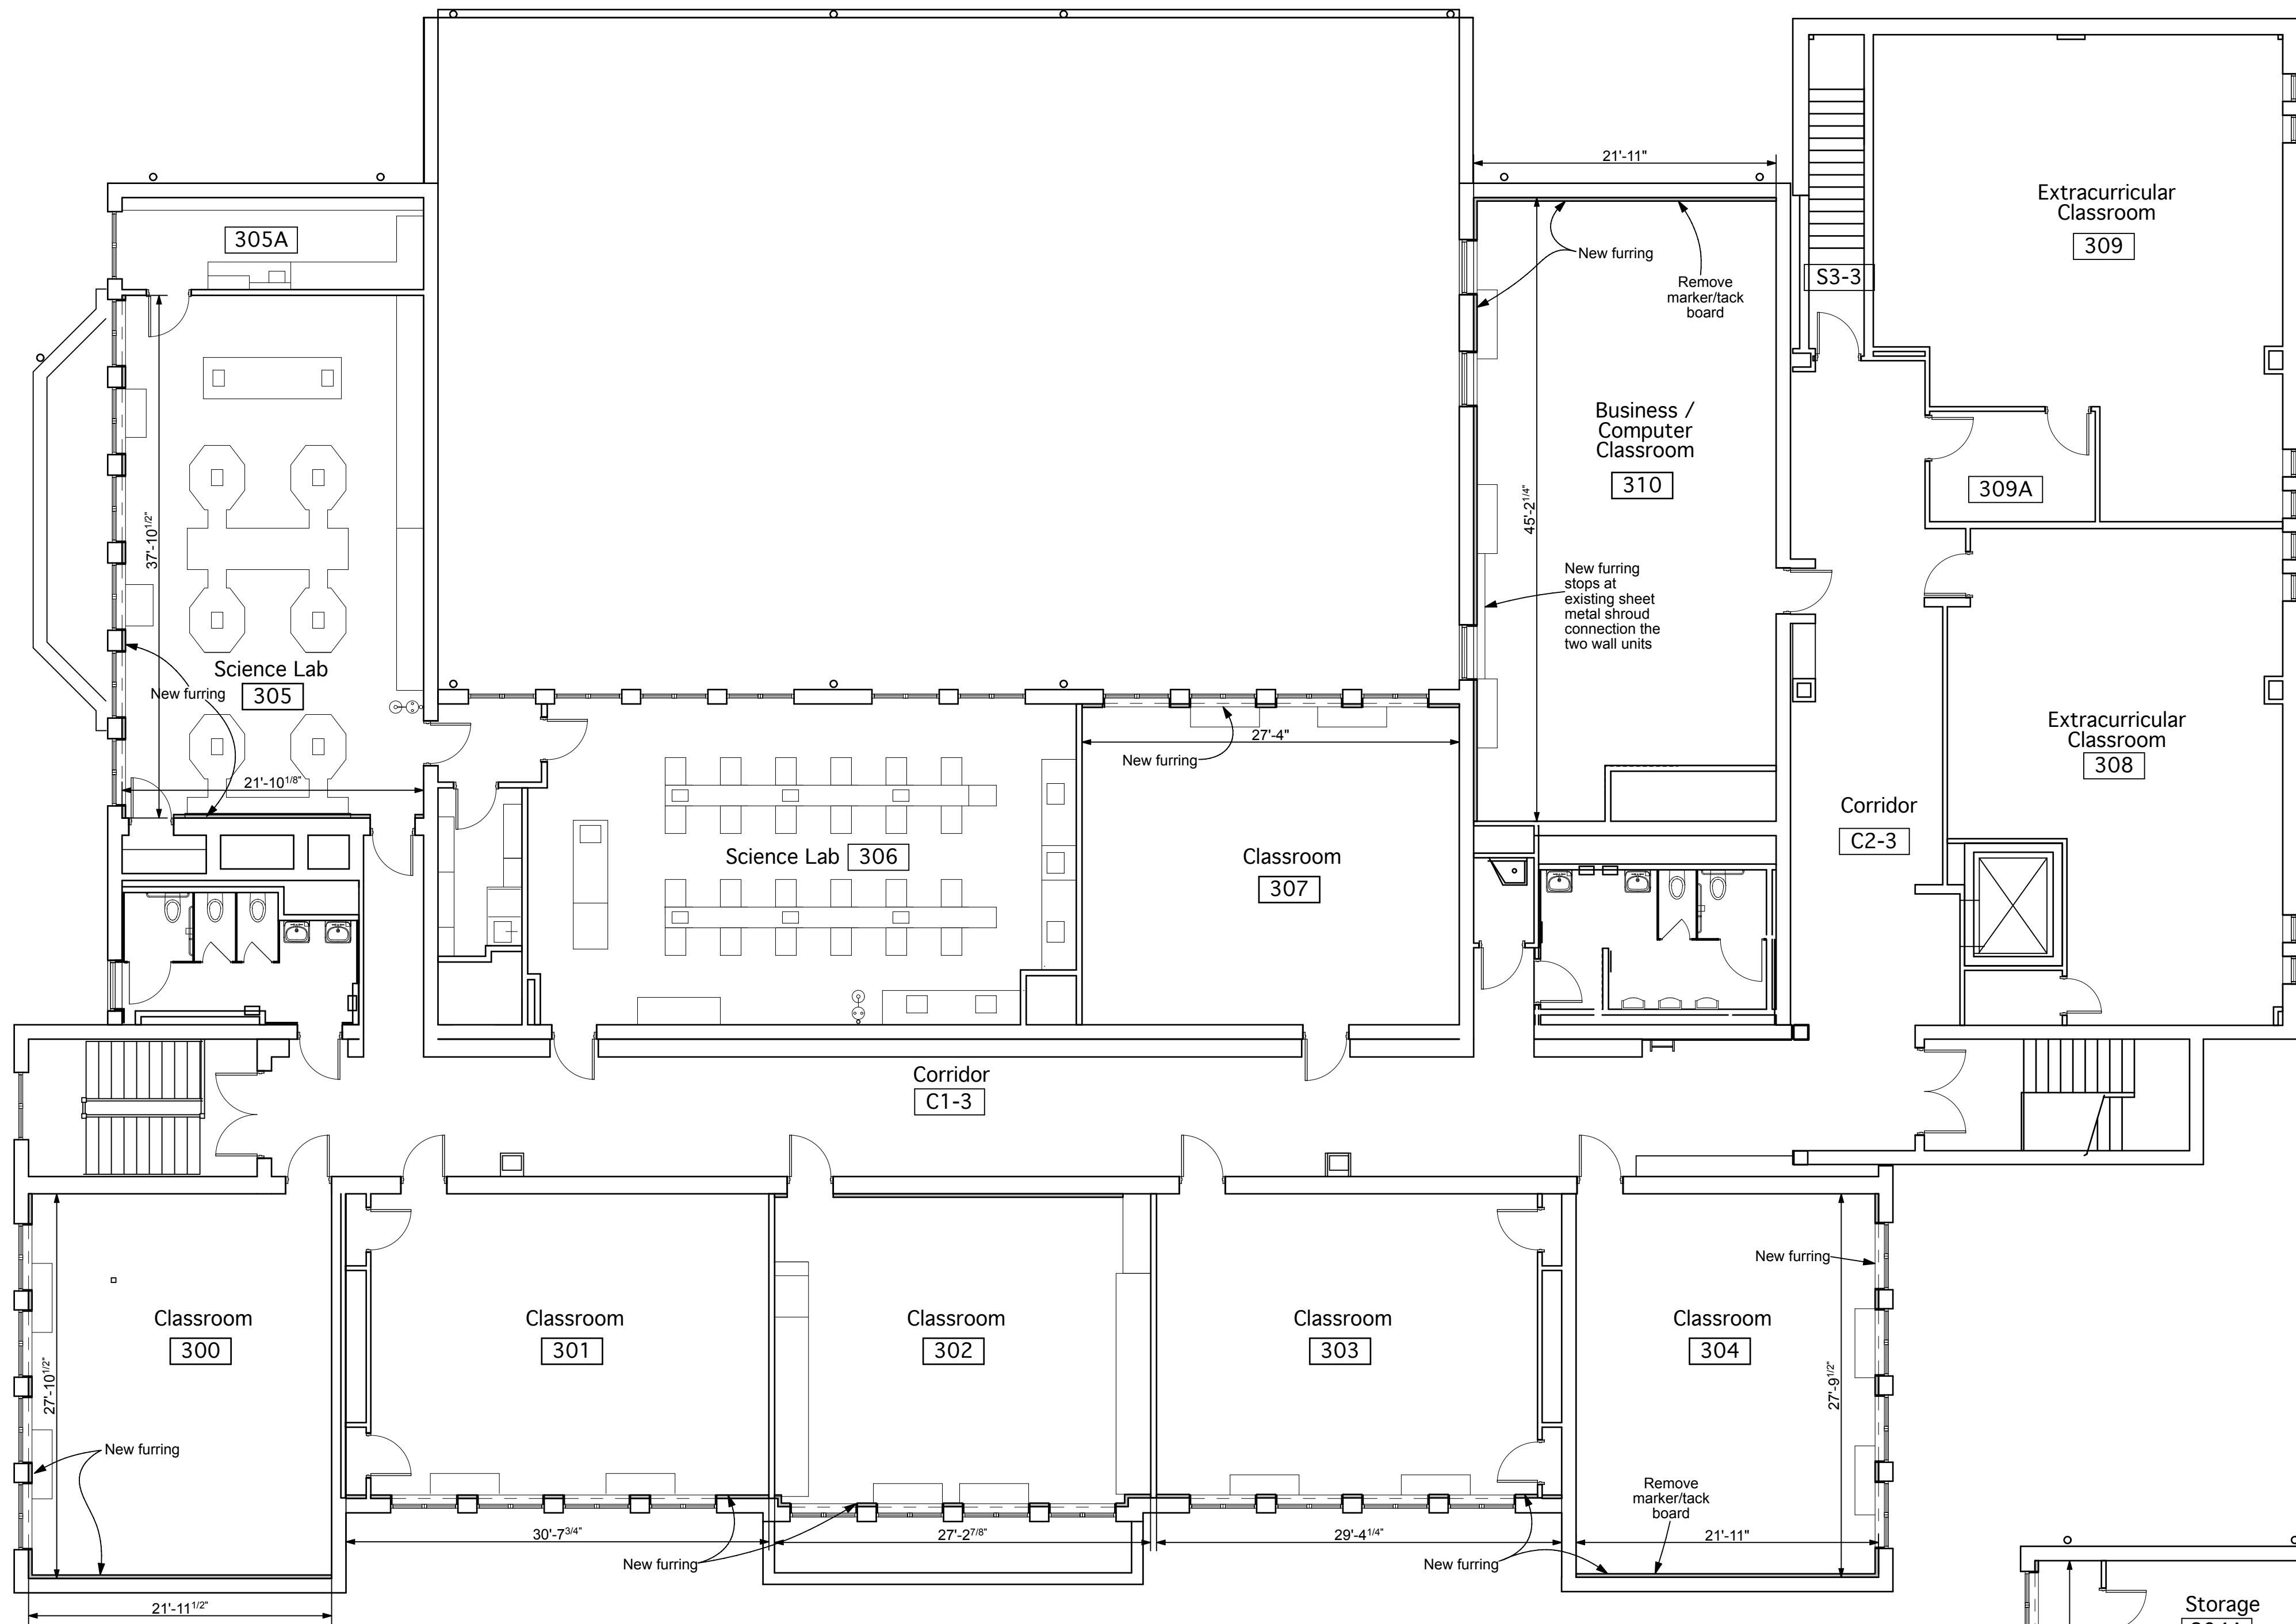 21'-11"
Extracurricular
Classroom
309
305A
New furring
Remove
marker/tack
board
S3-3
Business /
Computer
Classroom
310
309A
45'-2 1/4"
37'-10 1/2"
New furring
stops at
existing sheet
metal shroud
connection the
two wall units
Science Lab
305
New furring
21'-10 1/8"
27'-4"
New furring
Extracurricular
Classroom
308
Corridor
C2-3
Science Lab 306
Classroom
307
Corridor
C1-3
New furring
Classroom
300
Classroom
301
Classroom
302
Classroom
303
Classroom
304
27'-10 1/2"
27'-9 1/2"
New furring
Remove
marker/tack
board
30'-7 3/4"
27'-2 7/8"
29'-4 1/4"
21'-11"
New furring
New furring
21'-11 1/2"
Storage